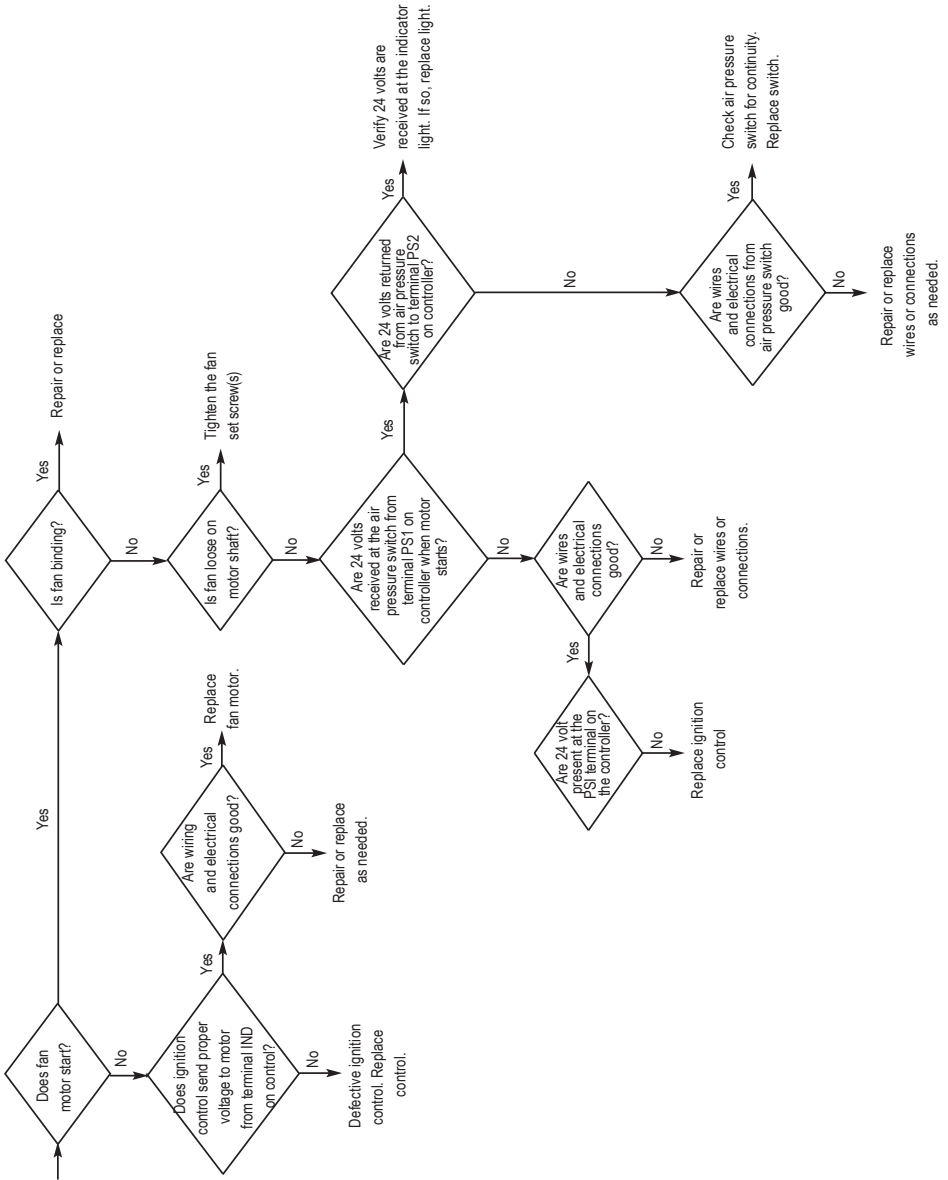 Does fan
motor start?
Yes
No
Is fan binding?
Yes
Repair or replace
No
Does ignition
control send proper
voltage to motor
from terminal IND
on control?
Yes
No
Defective ignition
control. Replace
control.
Are wiring
and electrical
connections good?
Yes
Replace
fan motor.
No
Repair or replace
as needed.
Is fan loose on
motor shaft?
Yes
Tighten the fan
set screw(s)
No
Are 24 volts
received at the air
pressure switch from
terminal PS1 on
controller when motor
starts?
Yes
No
Are 24 volts returned
from air pressure
switch to terminal PS2
on controller?
Yes
Verify 24 volts are
received at the indicator
light. If so, replace light.
No
Are wires
and electrical
connections
good?
Yes
No
Repair or
replace wires or
connections.
Are 24 volt
present at the
PSI terminal on
the controller?
No
Replace ignition
control
Are wires
and electrical
connections from
air pressure switch
good?
Yes
Check air pressure
switch for continuity.
Replace switch.
No
Repair or replace
wires or connections
as needed.